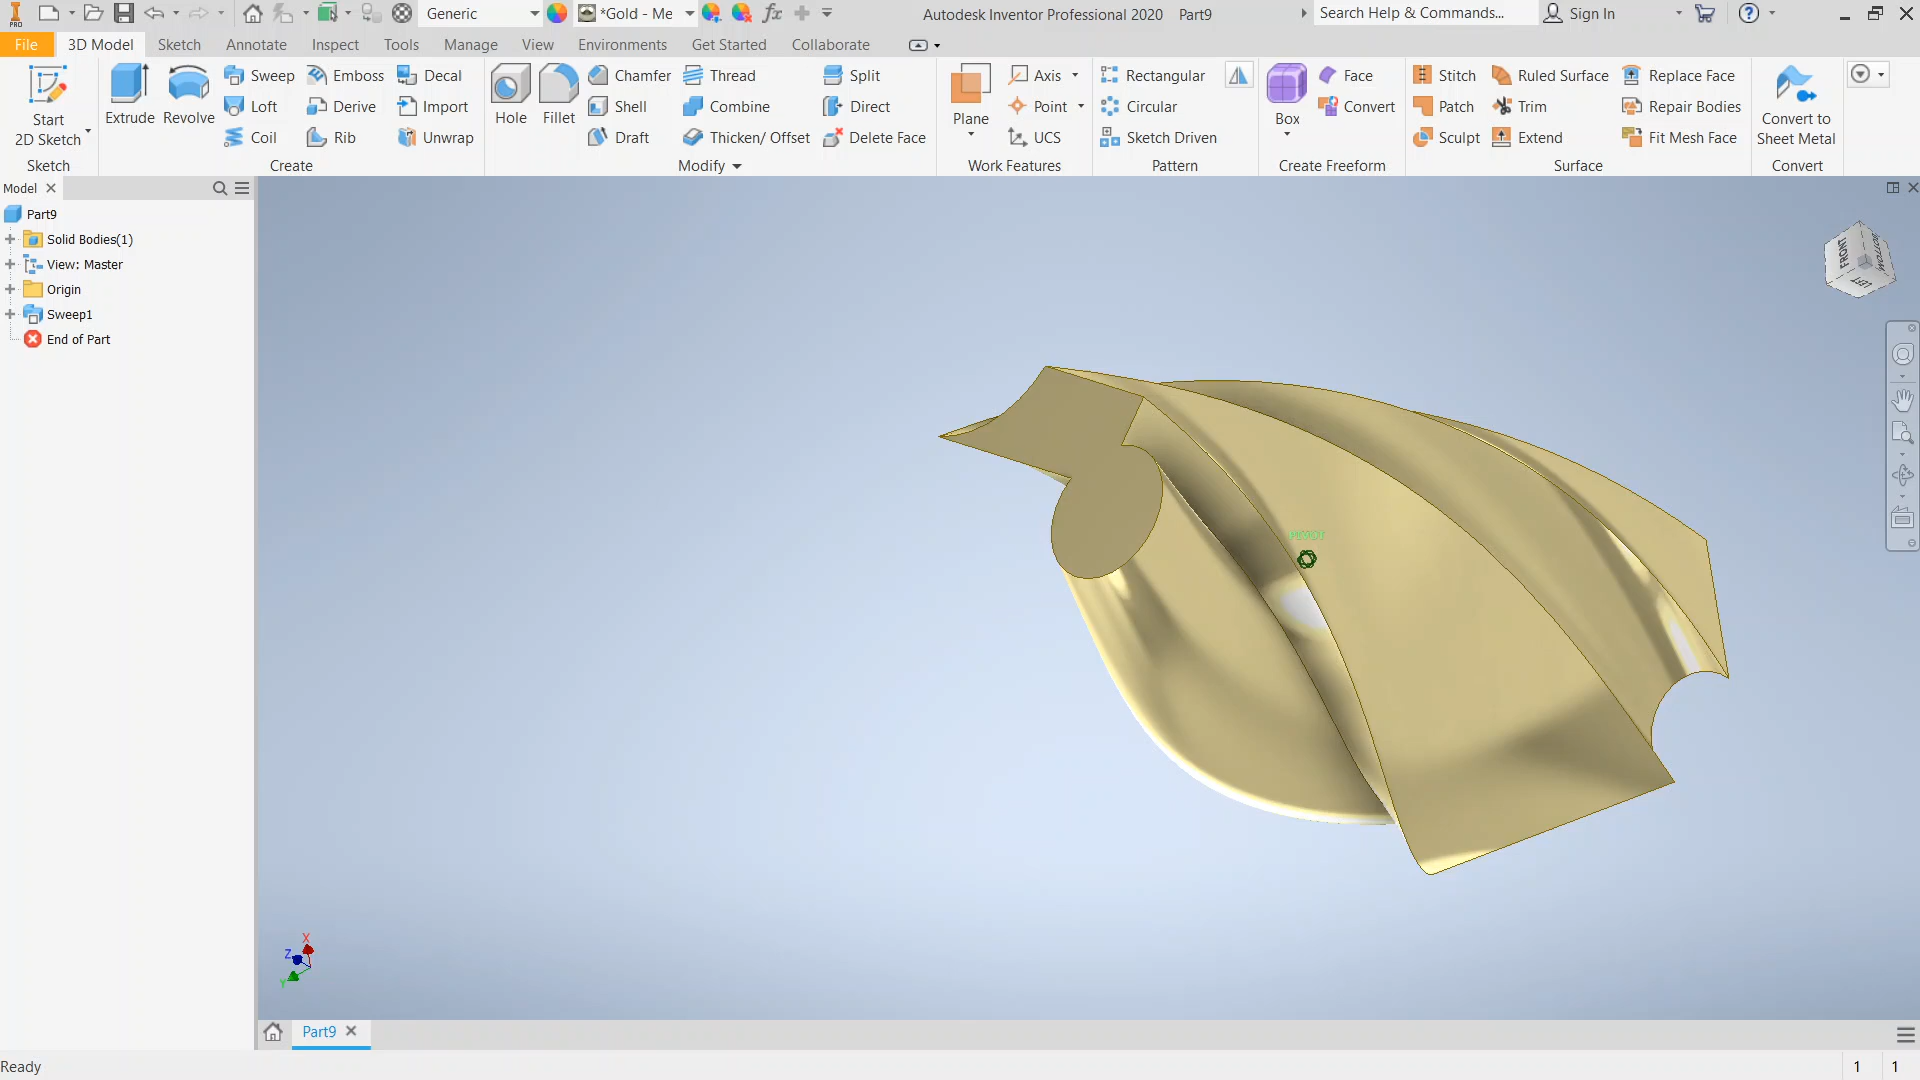 PRO Generic *Gold - Me fx Autodesk Inventor Professional 2020 Part9 Search Help & Commands... Sign In
File 3D Model Sketch Annotate Inspect Tools Manage View Environments Get Started Collaborate
Start
2D Sketch
Sketch
Extrude Revolve
Sweep Emboss Decal
Loft Derive Import
Coil Rib Unwrap
Create
Hole Fillet
Chamfer Thread Split
Shell Combine Direct
Draft Thicken/ Offset Delete Face
Modify
Plane
Axis
Point
UCS
Work Features
Rectangular
Circular
Sketch Driven
Pattern
Box
Face
Convert
Create Freeform
Stitch Ruled Surface Replace Face
Patch Trim Repair Bodies
Sculpt Extend Fit Mesh Face
Surface
Convert to
Sheet Metal
Convert
Model
Part9
Solid Bodies(1)
View: Master
Origin
Sweep1
End of Part
FRONT
BOTTOM
LEFT
PIVOT
X
Z
Y
Part9
Ready 1 1